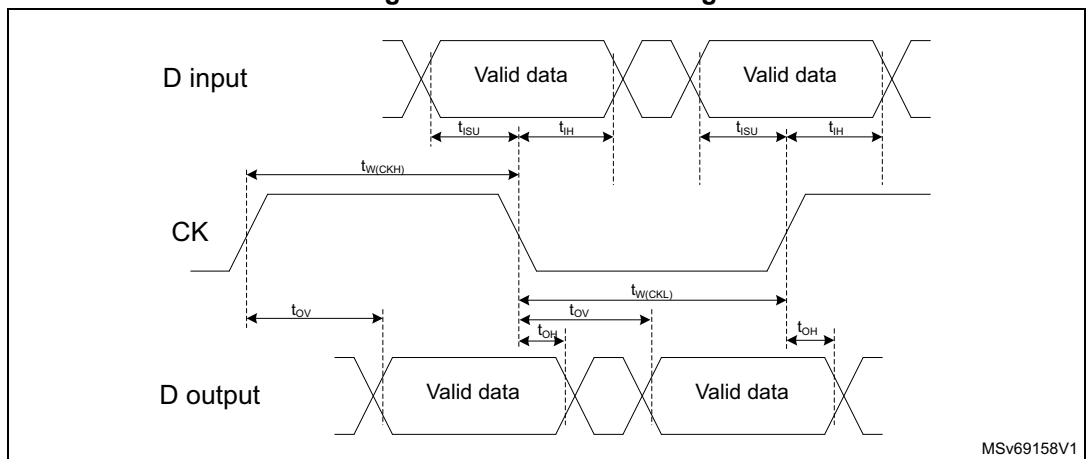 D input
Valid data
Valid data
tISU
tIH
tISU
tIH
tW(CKH)
CK
tW(CKL)
tOV
tOV
tOH
tOH
D output
Valid data
Valid data
MSv69158V1